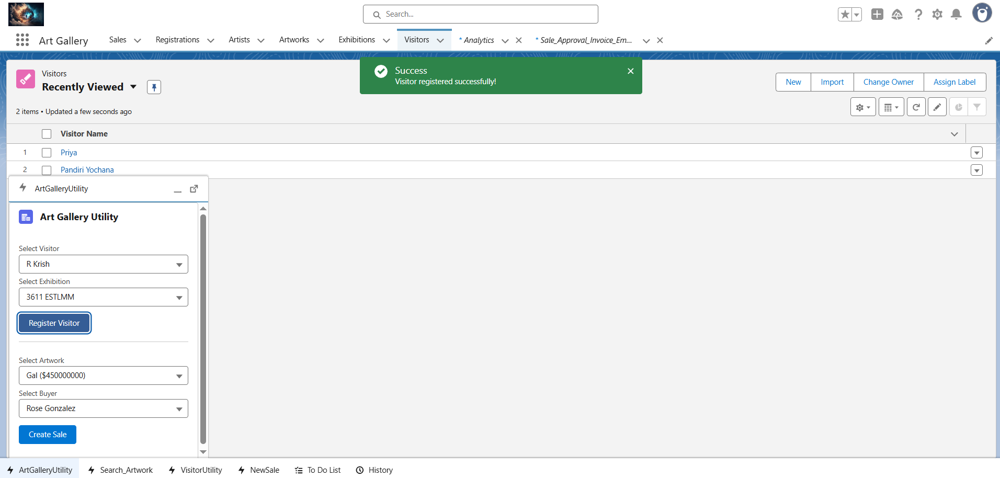 Search...
Art Gallery
Sales
Registrations
Artists
Artworks
Exhibitions
Visitors
* Analytics
* Sale_Approval_Invoice_Em...
Success
Visitor registered successfully!
Visitors
Recently Viewed
New
Import
Change Owner
Assign Label
2 items • Updated a few seconds ago
Visitor Name
1 Priya
2 Pandiri Yochana
ArtGalleryUtility
Art Gallery Utility
Select Visitor
R Krish
Select Exhibition
3611 ESTLMM
Register Visitor
Select Artwork
Gal ($450000000)
Select Buyer
Rose Gonzalez
Create Sale
ArtGalleryUtility
Search_Artwork
VisitorUtility
NewSale
To Do List
History